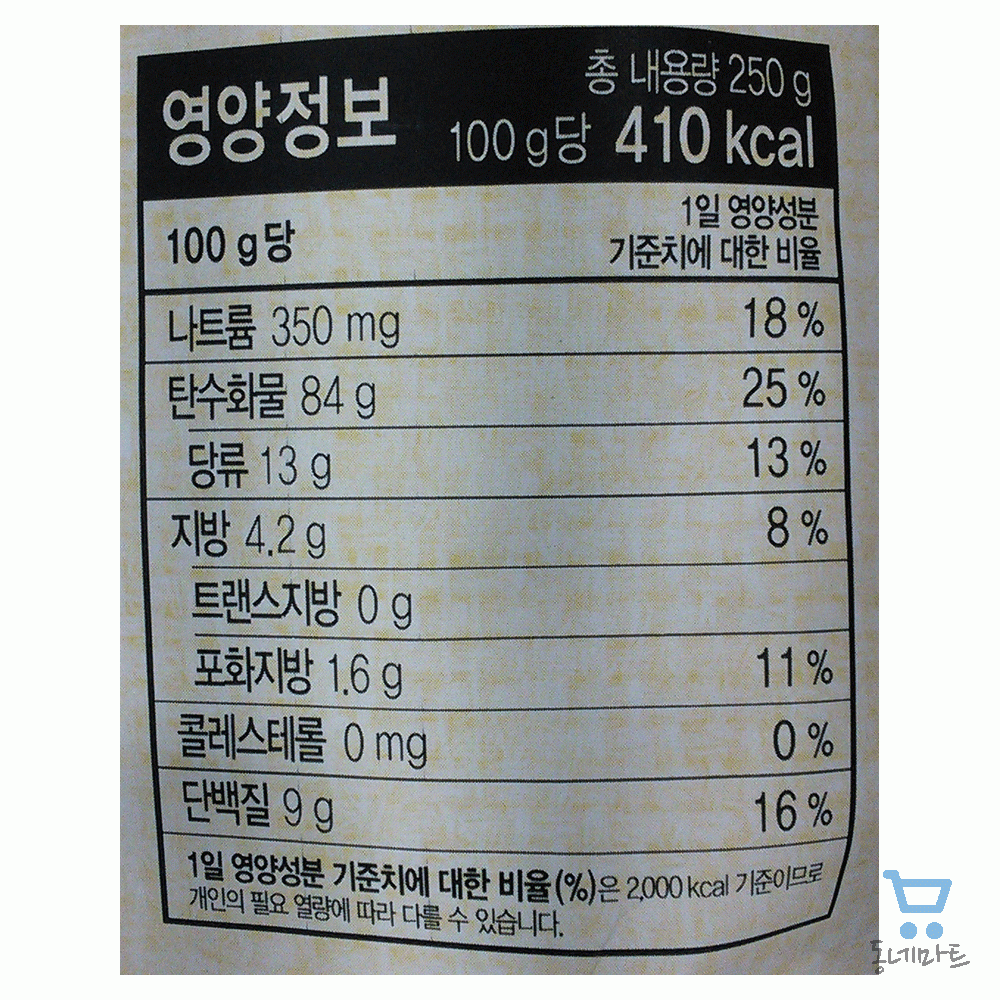 영양정보
총 내용량 250 g
100 g당 410 kcal
100 g당
1일 영양성분
기준치에 대한 비율
나트륨 350 mg 18 %
탄수화물 84 g 25 %
당류 13 g 13 %
지방 4.2 g 8 %
트랜스지방 0 g
포화지방 1.6 g 11 %
콜레스테롤 0 mg 0 %
단백질 9 g 16 %
1일 영양성분 기준치에 대한 비율(%)은 2,000 kcal 기준이므로
개인의 필요 열량에 따라 다를 수 있습니다.
동네마트